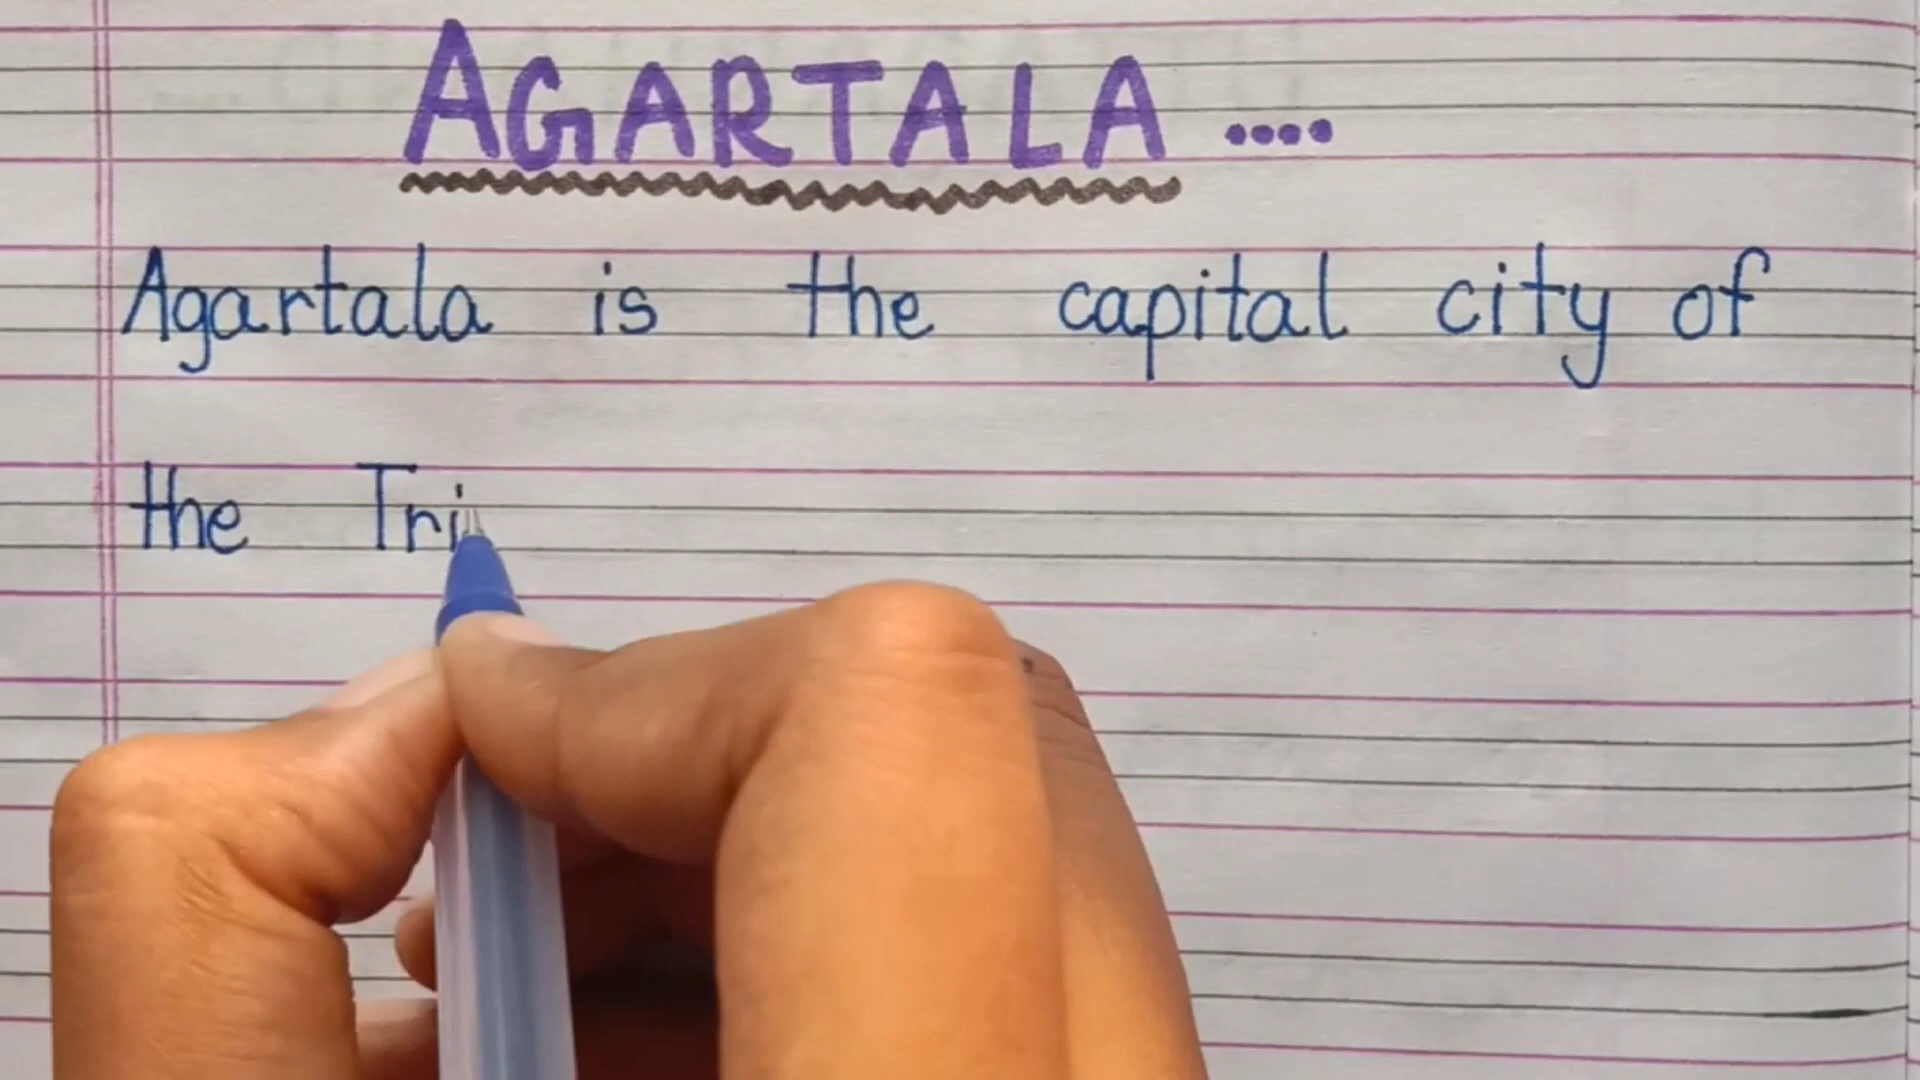 AGARTALA ....
Agartala is the capital city of
the Tri